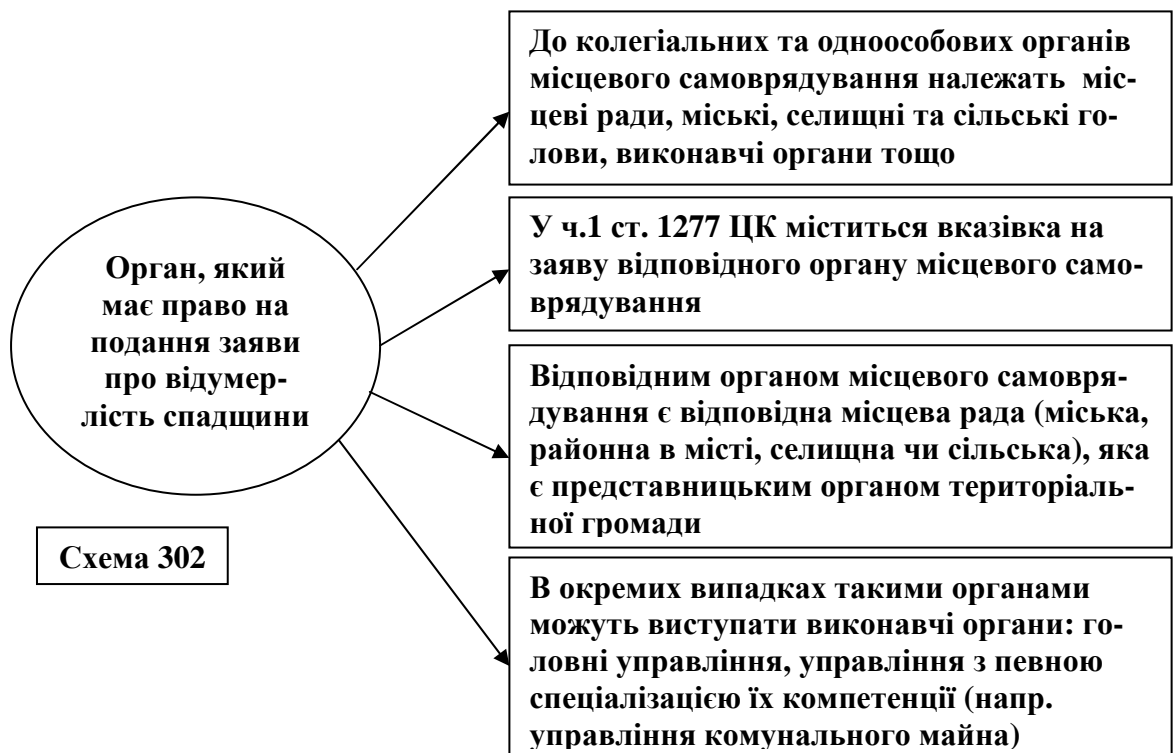 До колегіальних та одноособових органів
місцевого самоврядування належать міс-
цеві ради, міські, селищні та сільські го-
лови, виконавчі органи тощо
У ч.1 ст. 1277 ЦК міститься вказівка на
заяву відповідного органу місцевого само-
врядування
Орган, який
має право на
подання заяви
про відумер-
лість спадщини
Відповідним органом місцевого самовря-
дування є відповідна місцева рада (міська,
районна в місті, селищна чи сільська), яка
є представницьким органом територіаль-
ної громади
Схема 302
В окремих випадках такими органами
можуть виступати виконавчі органи: го-
ловні управління, управління з певною
спеціалізацією їх компетенції (напр.
управління комунального майна)